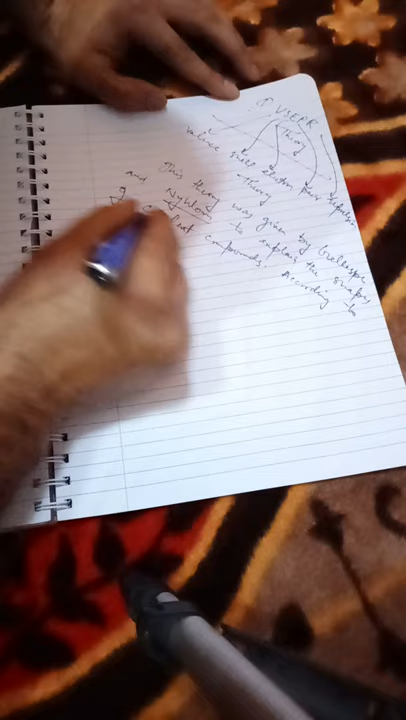 VSEPR Theory
Valence shell electron pair repulsion
theory
This theory was given by Gillespie
and Nyholm to explain the shapes
of covalent compounds. According to